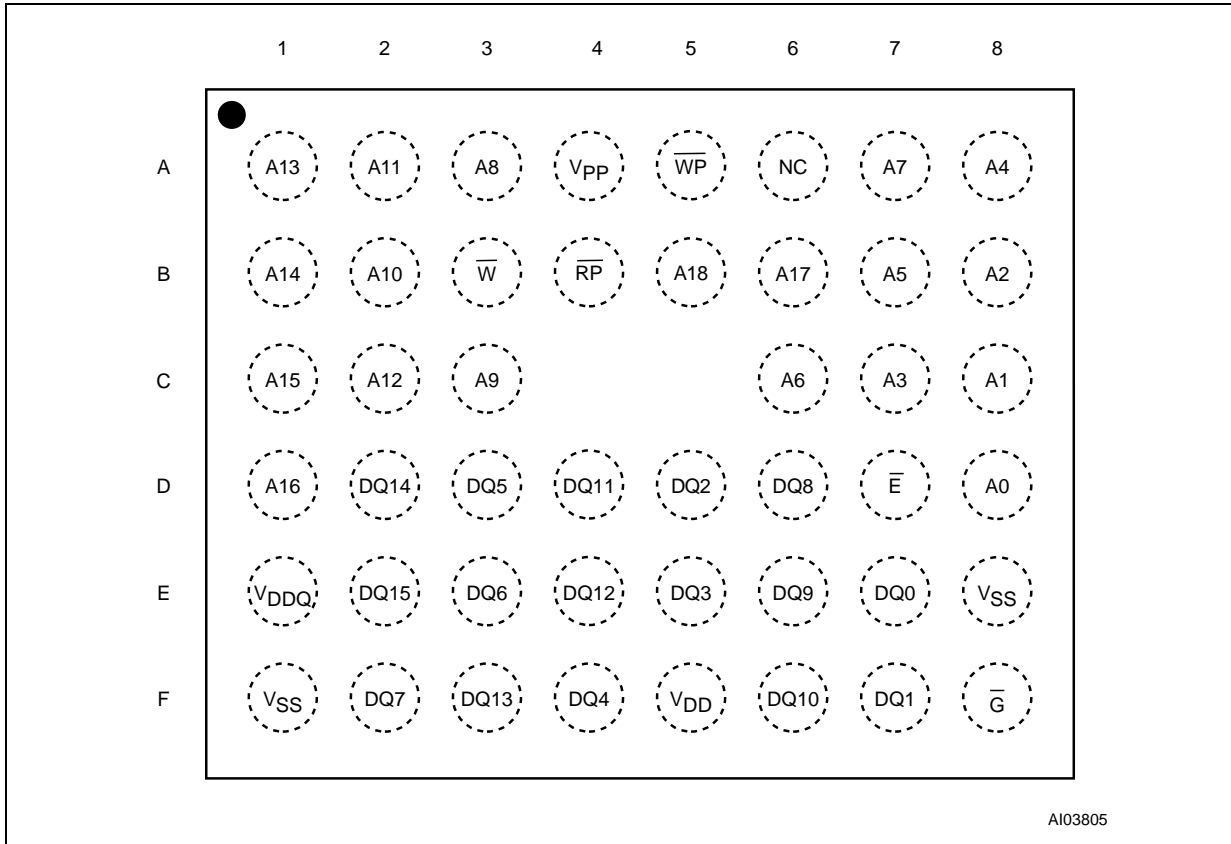 1 2 3 4 5 6 7 8
A A13 A11 A8 VPP W̅P̅ NC A7 A4
B A14 A10 W̅ R̅P̅ A18 A17 A5 A2
C A15 A12 A9 A6 A3 A1
D A16 DQ14 DQ5 DQ11 DQ2 DQ8 E̅ A0
E VDDQ DQ15 DQ6 DQ12 DQ3 DQ9 DQ0 VSS
F VSS DQ7 DQ13 DQ4 VDD DQ10 DQ1 G̅
AI03805